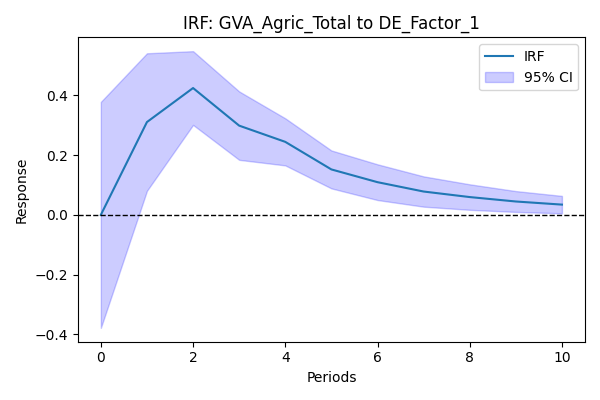 IRF: GVA_Agric_Total to DE_Factor_1
IRF
95% CI
Response
0.4
0.2
0.0
−0.2
−0.4
0 2 4 6 8 10
Periods